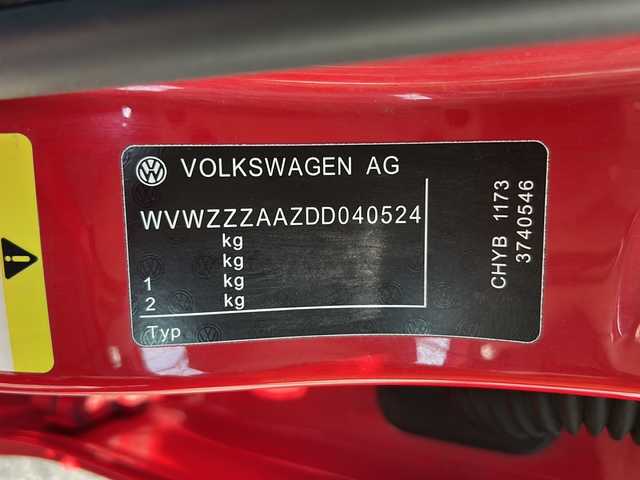 VOLKSWAGEN AG
WVWZZZAAZDD040524
kg
kg
1 kg
2 kg
Typ
CHYB 1173
3740546